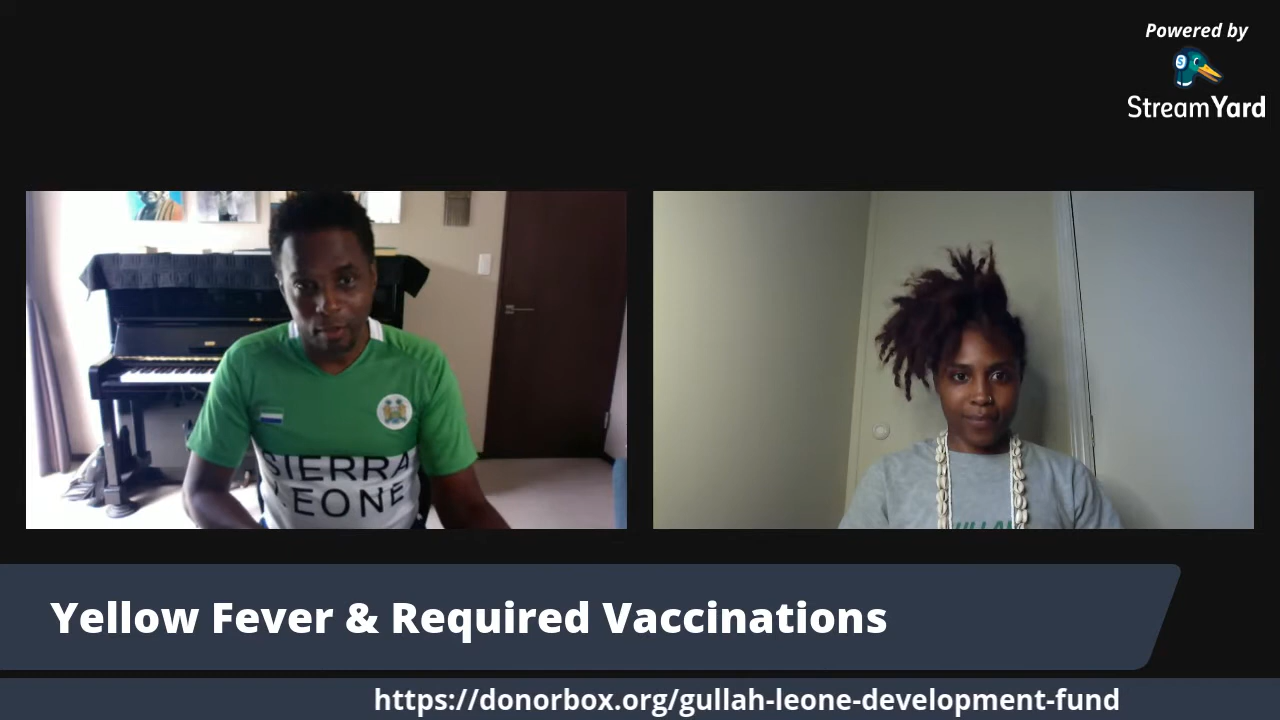 Powered by
StreamYard
SIERRA
LEONE
Yellow Fever & Required Vaccinations
https://donorbox.org/gullah-leone-development-fund